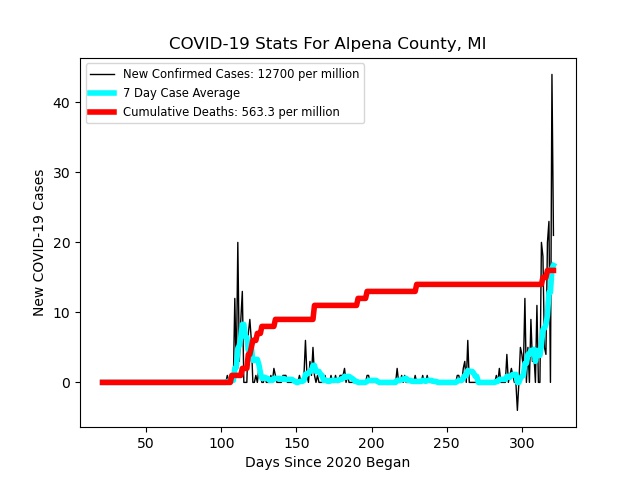 COVID-19 Stats For Alpena County, MI
New Confirmed Cases: 12700 per million
7 Day Case Average
Cumulative Deaths: 563.3 per million
New COVID-19 Cases
40
30
20
10
0
50 100 150 200 250 300
Days Since 2020 Began